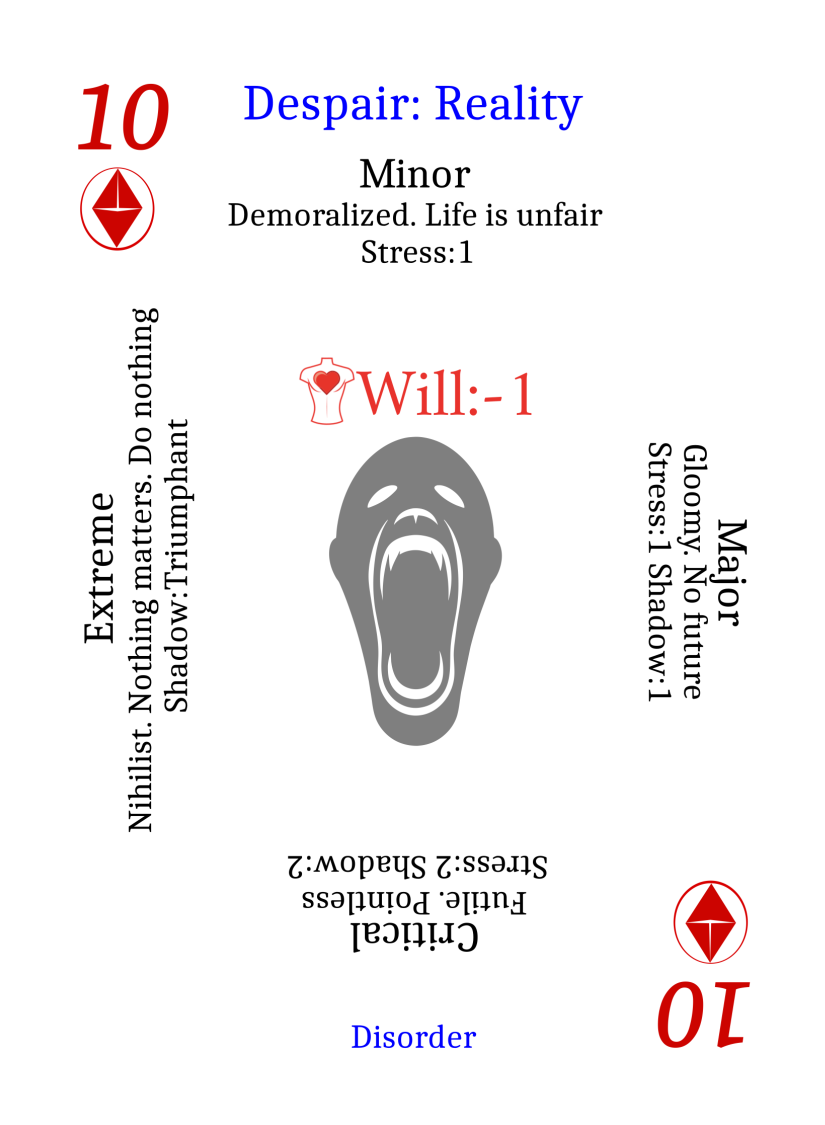 10
Despair: Reality
Minor
Demoralized. Life is unfair
Stress:1
Will:-1
Extreme
Nihilist. Nothing matters. Do nothing
Shadow:Triumphant
Major
Gloomy. No future
Stress:1 Shadow:1
Critical
Futile. Pointless
Stress:2 Shadow:2
Disorder
10